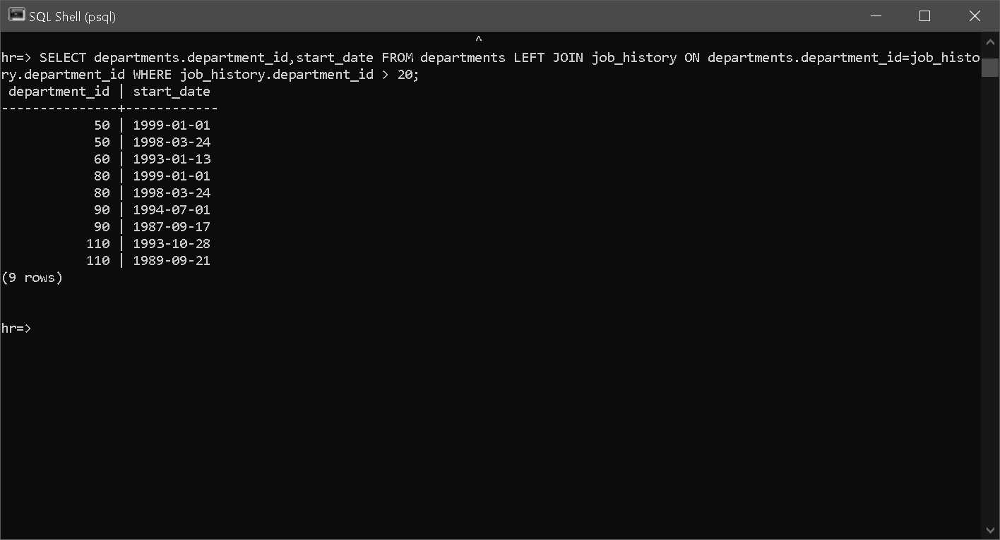 SQL Shell (psql)
^
hr=> SELECT departments.department_id,start_date FROM departments LEFT JOIN job_history ON departments.department_id=job_histo
ry.department_id WHERE job_history.department_id > 20;
 department_id | start_date
---------------+------------
            50 | 1999-01-01
            50 | 1998-03-24
            60 | 1993-01-13
            80 | 1999-01-01
            80 | 1998-03-24
            90 | 1994-07-01
            90 | 1987-09-17
           110 | 1993-10-28
           110 | 1989-09-21
(9 rows)
hr=>